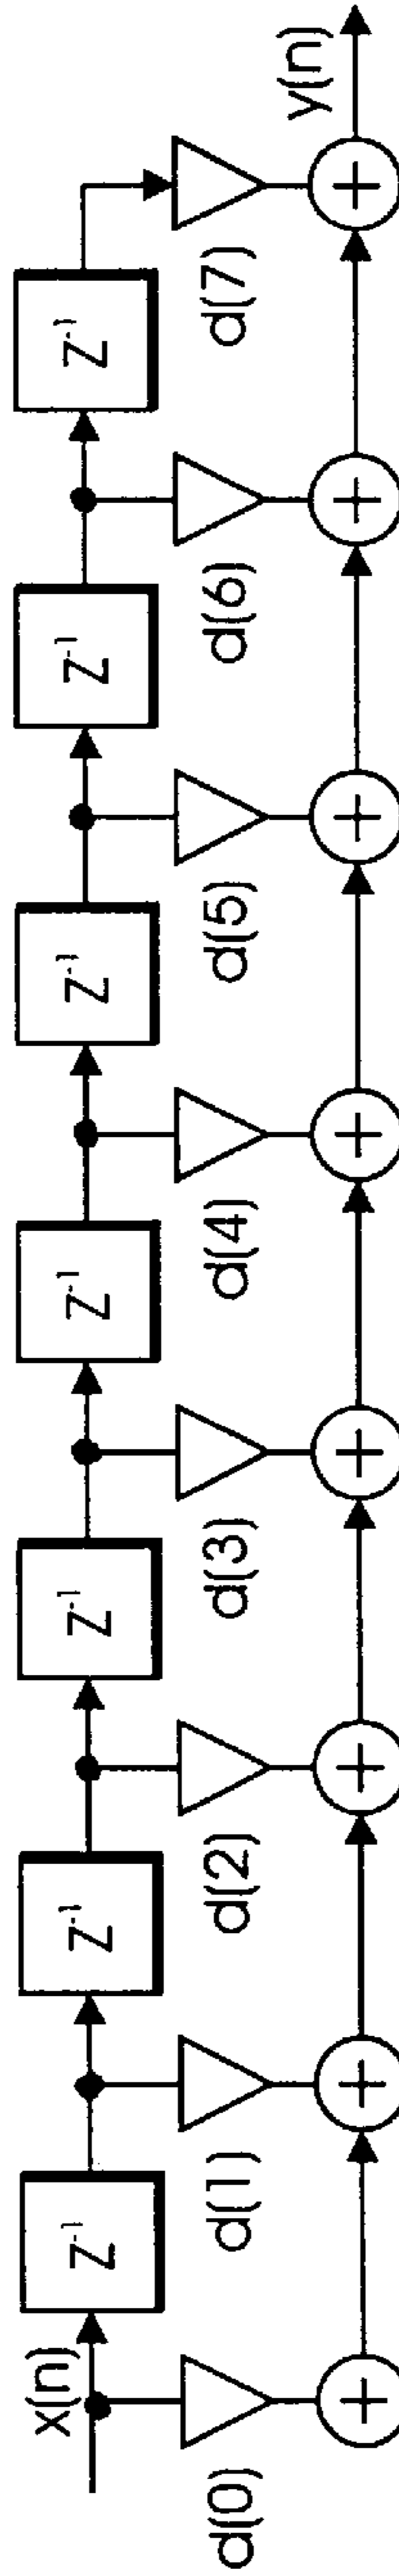 x(n)
Z⁻¹
Z⁻¹
Z⁻¹
Z⁻¹
Z⁻¹
Z⁻¹
Z⁻¹
d(0)
d(1)
d(2)
d(3)
d(4)
d(5)
d(6)
d(7)
+
+
+
+
+
+
+
+
y(n)